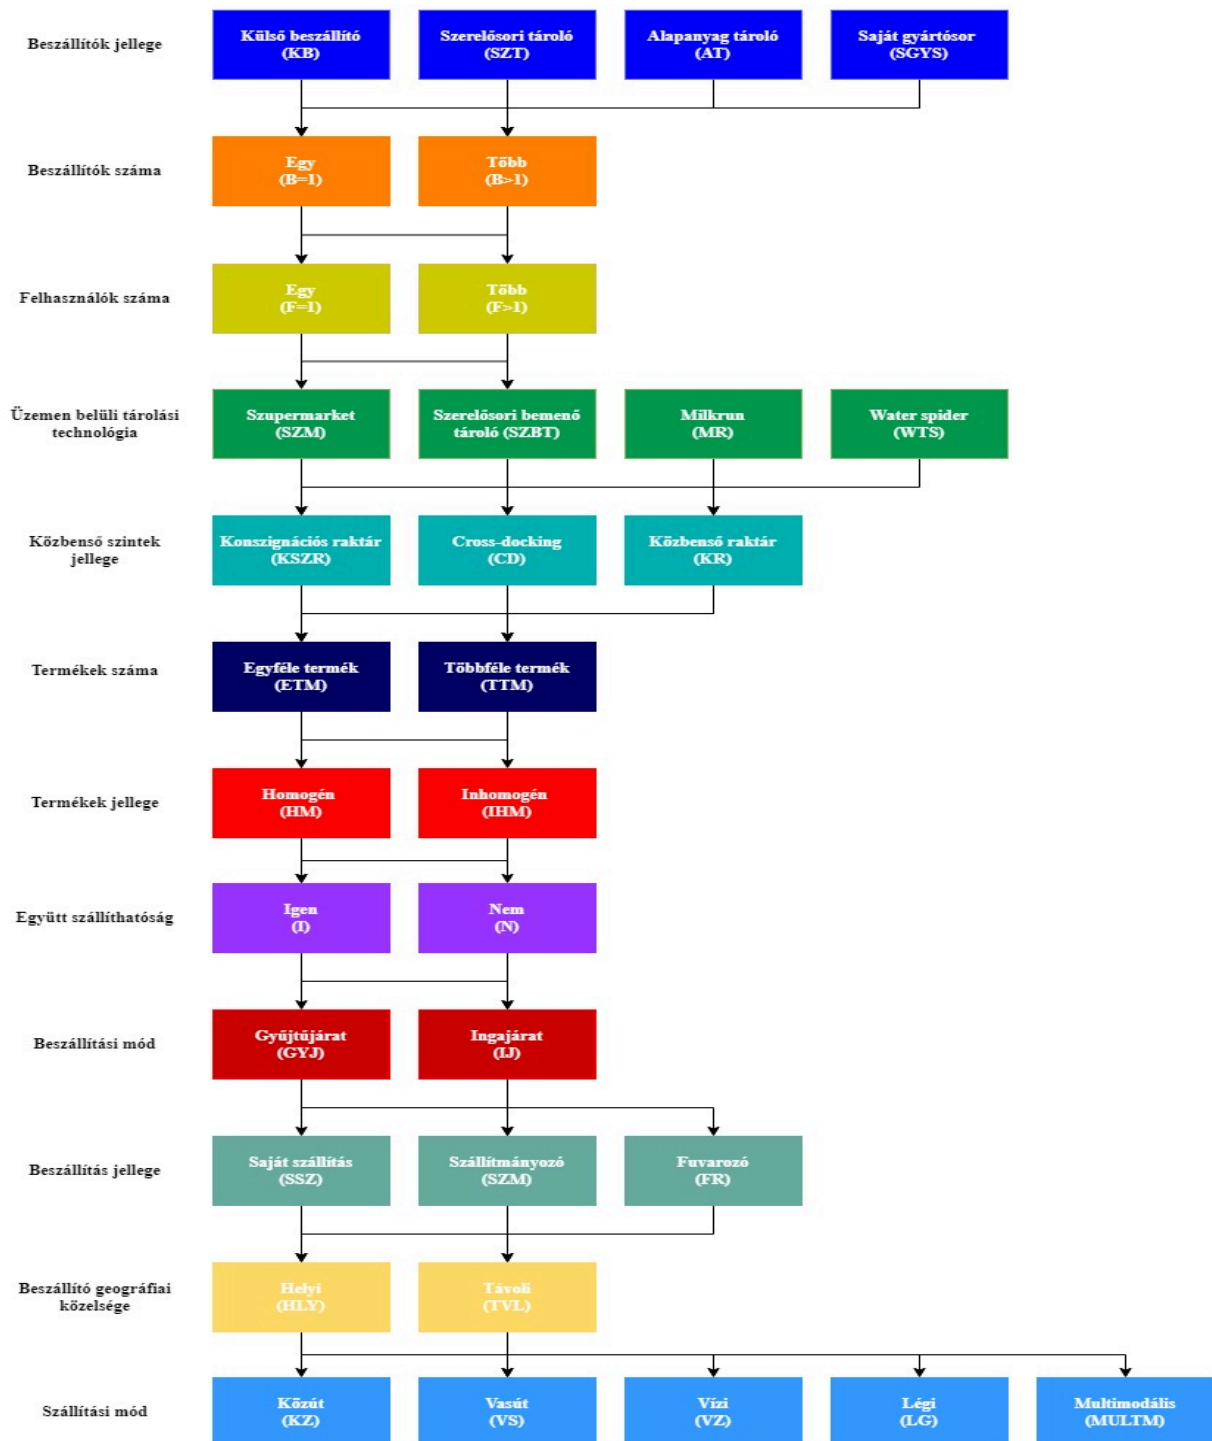 Beszállítók jellege
Külső beszállító
(KB)
Szerelősori tároló
(SZT)
Alapanyag tároló
(AT)
Saját gyártósor
(SGYS)
Beszállítók száma
Egy
(B=1)
Több
(B>1)
Felhasználók száma
Egy
(F=1)
Több
(F>1)
Üzemen belüli tárolási
technológia
Szupermarket
(SZM)
Szerelősori bemenő
tároló (SZBT)
Milkrun
(MR)
Water spider
(WTS)
Közbenső szintek
jellege
Konszignációs raktár
(KSZR)
Cross-docking
(CD)
Közbenső raktár
(KR)
Termékek száma
Egyféle termék
(ETM)
Többféle termék
(TTM)
Termékek jellege
Homogén
(HM)
Inhomogén
(IHM)
Együtt szállíthatóság
Igen
(I)
Nem
(N)
Beszállítási mód
Gyűjtűjárat
(GYJ)
Ingajárat
(IJ)
Beszállítás jellege
Saját szállítás
(SSZ)
Szállítmányozó
(SZM)
Fuvarozó
(FR)
Beszállító geográfiai
közelsége
Helyi
(HLY)
Távoli
(TVL)
Szállítási mód
Közút
(KZ)
Vasút
(VS)
Vízi
(VZ)
Légi
(LG)
Multimodális
(MULTM)